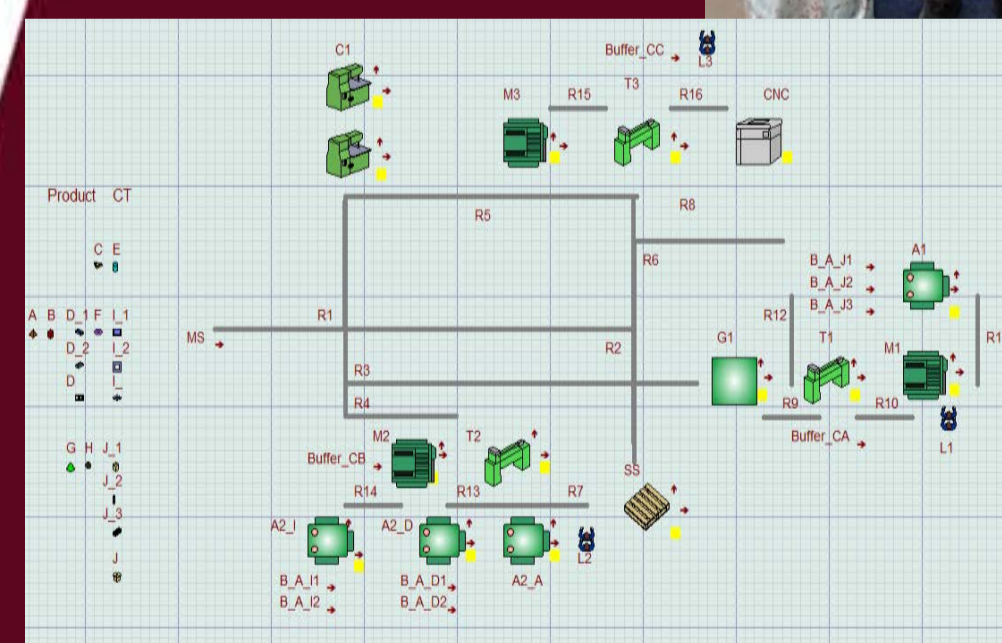 C1
Buffer_CC
L3
M3
R15
T3
R16
CNC
Product CT
R5
R8
R6
C E
B_A_J1
A1
B_A_J2
B_A_J3
A B D_1 F I_1
MS
R1
R2
R12
G1
T1
M1
D_2 I_2
D I_
R3
R4
R9
R10
Buffer_CA
L1
G H J_1
J_2
J_3
J
M2
T2
Buffer_CB
SS
R14
R13
R7
A2_I
A2_D
A2_A
L2
B_A_I1
B_A_I2
B_A_D1
B_A_D2